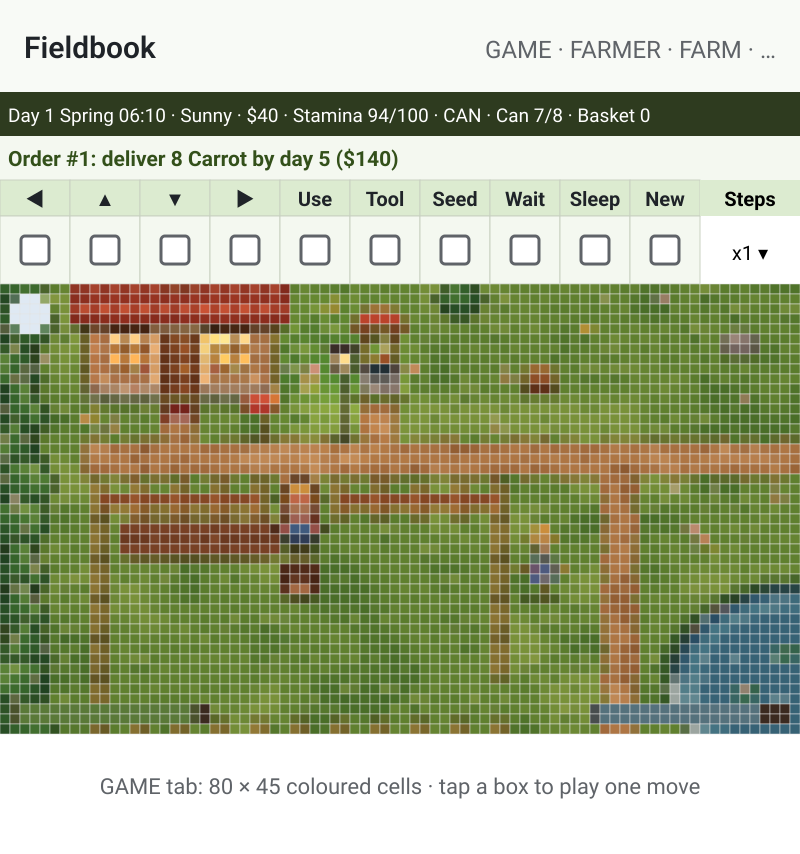 Fieldbook
GAME · FARMER · FARM · …
Day 1 Spring 06:10 · Sunny · $40 · Stamina 94/100 · CAN · Can 7/8 · Basket 0
Order #1: deliver 8 Carrot by day 5 ($140)
◀ ▲ ▼ ▶ Use Tool Seed Wait Sleep New Steps
x1 ▾
GAME tab: 80 × 45 coloured cells · tap a box to play one move